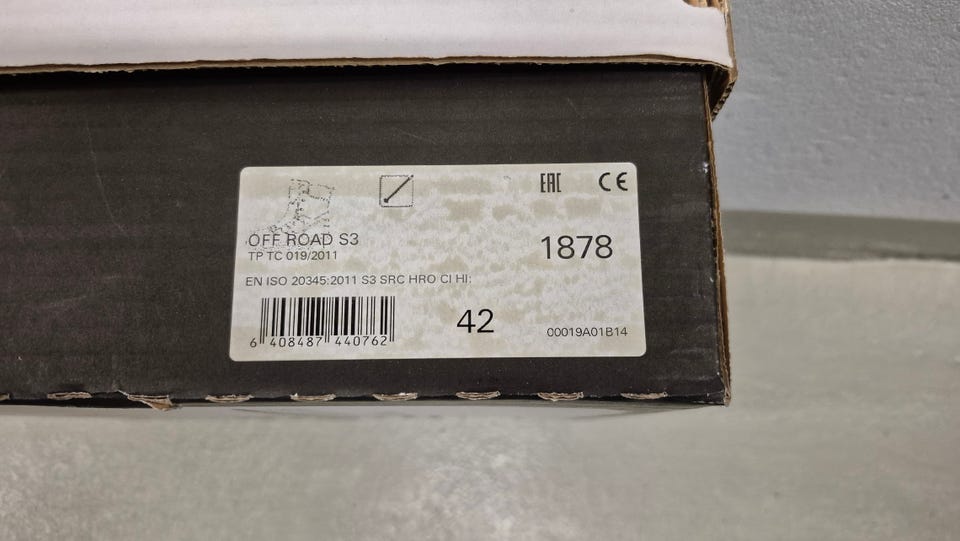 EAC CE
OFF ROAD S3
TP TC 019/2011
1878
EN ISO 20345:2011 S3 SRC HRO CI HI:
42
6 408487 440762
00019A01B14